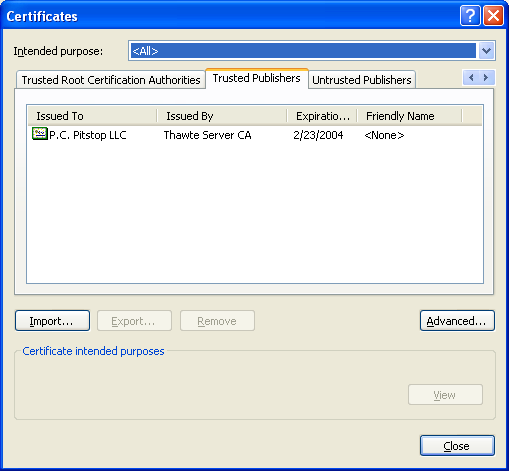 Certificates
Intended purpose: <All>
Trusted Root Certification Authorities Trusted Publishers Untrusted Publishers
Issued To Issued By Expiratio... Friendly Name
P.C. Pitstop LLC Thawte Server CA 2/23/2004 <None>
Import... Export... Remove Advanced...
Certificate intended purposes
View
Close